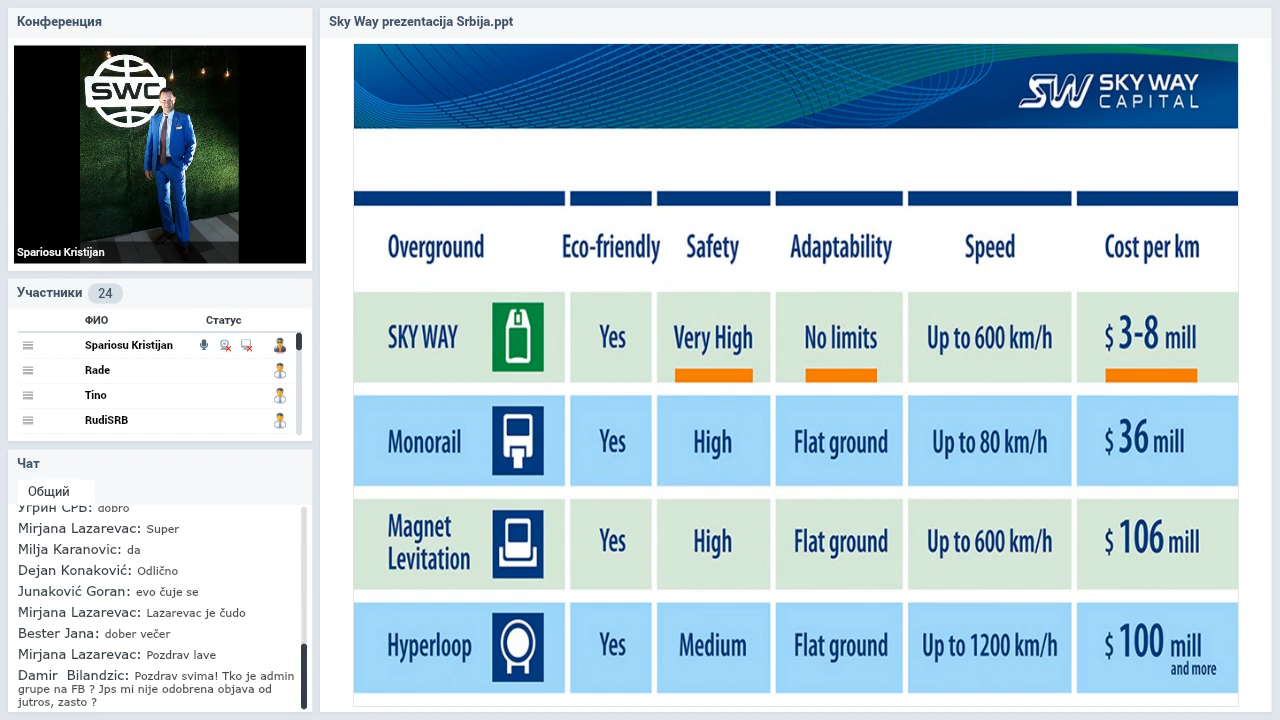 Конференция
SWC
Spariosu Kristijan
Участники 24
ФИО Статус
Spariosu Kristijan
Rade
Tino
RudiSRB
Чат
Общий
Угрин СРБ: dobro
Mirjana Lazarevac: Super
Milja Karanovic: da
Dejan Konaković: Odlično
Junaković Goran: evo čuje se
Mirjana Lazarevac: Lazarevac je čudo
Bester Jana: dober večer
Mirjana Lazarevac: Pozdrav lave
Damir Bilandzic: Pozdrav svima! Tko je admin
grupe na FB ? Jps mi nije odobrena objava od
jutros, zasto ?
Sky Way prezentacija Srbija.ppt
SW SKY WAY
CAPITAL
Overground Eco-friendly Safety Adaptability Speed Cost per km
SKY WAY Yes Very High No limits Up to 600 km/h $ 3-8 mill
Monorail Yes High Flat ground Up to 80 km/h $ 36 mill
Magnet
Levitation Yes High Flat ground Up to 600 km/h $ 106 mill
Hyperloop Yes Medium Flat ground Up to 1200 km/h $ 100 mill
and more